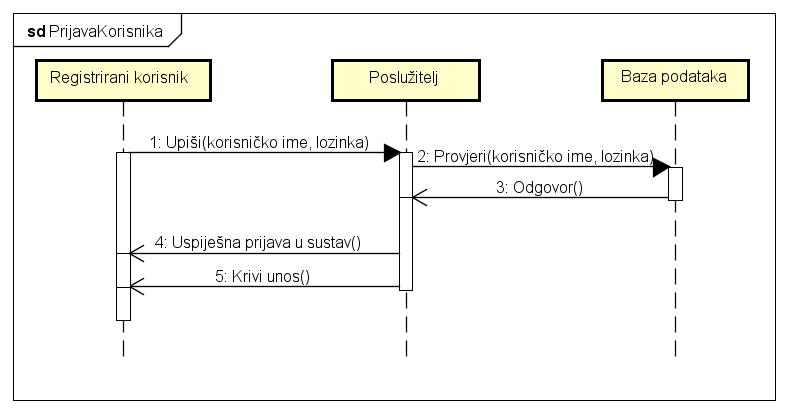 sd PrijavaKorisnika
Registrirani korisnik
Poslužitelj
Baza podataka
1: Upiši(korisničko ime, lozinka)
2: Provjeri(korisničko ime, lozinka)
3: Odgovor()
4: Uspiješna prijava u sustav()
5: Krivi unos()